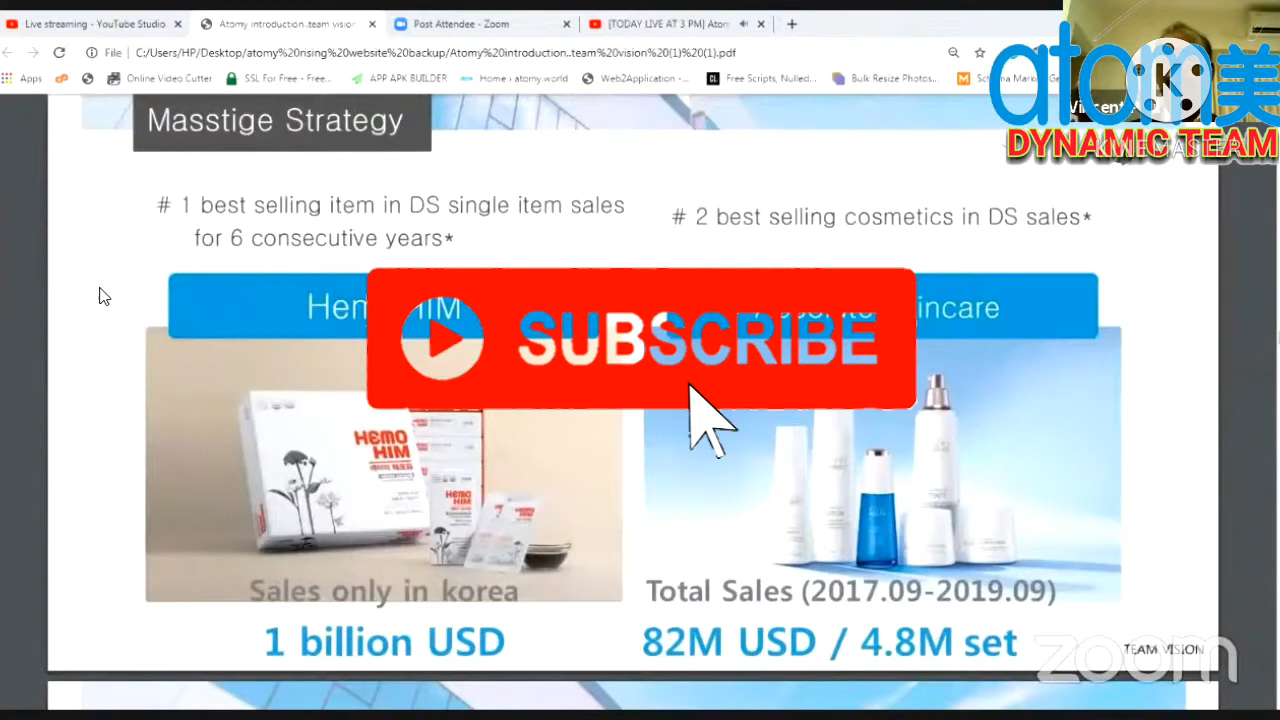 Live streaming - YouTube Studio
Atomy introduction..team vision
Post Attendee - Zoom
[TODAY LIVE AT 3 PM] Atom
File
C:/Users/HP/Desktop/atomy%20rising%20website%20backup/Atomy%20introduction..team%20vision%20(1)%20(1).pdf
Apps
Online Video Cutter
SSL For Free - Free...
APP APK BUILDER
Home › atomy.world
Web2Application -...
Free Scripts, Nulled...
Bulk Resize Photos...
atom美
K
Vincent
DYNAMIC TEAM
KINEMASTER
Masstige Strategy
# 1 best selling item in DS single item sales
for 6 consecutive years*
# 2 best selling cosmetics in DS sales*
SUBSCRIBE
HEMO
HIM
HEMO
HIM
Sales only in korea
Total Sales (2017.09-2019.09)
1 billion USD
82M USD / 4.8M set
TEAM VISION
zoom